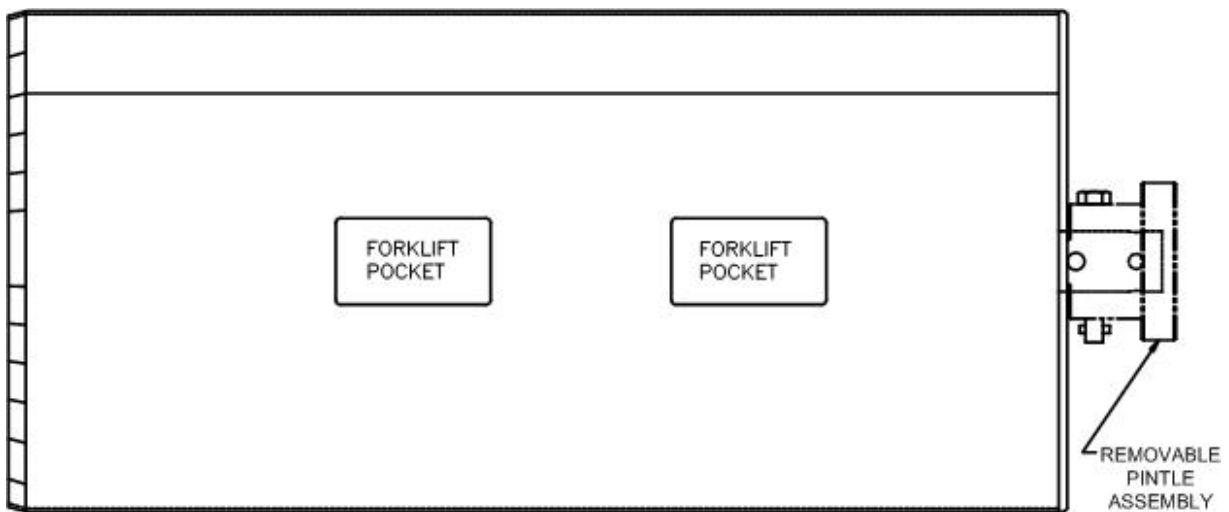 FORKLIFT
POCKET
FORKLIFT
POCKET
REMOVABLE
PINTLE
ASSEMBLY